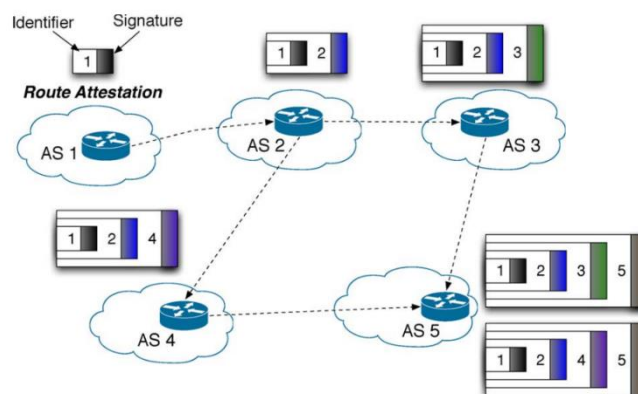 Identifier
Signature
1
Route Attestation
AS 1
1 2
AS 2
1 2 3
AS 3
1 2 4
AS 4
AS 5
1 2 3 5
1 2 4 5